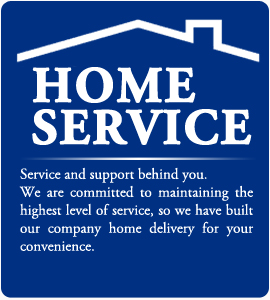 HOME
SERVICE
Service and support behind you.
We are committed to maintaining the
highest level of service, so we have built
our company home delivery for your
convenience.